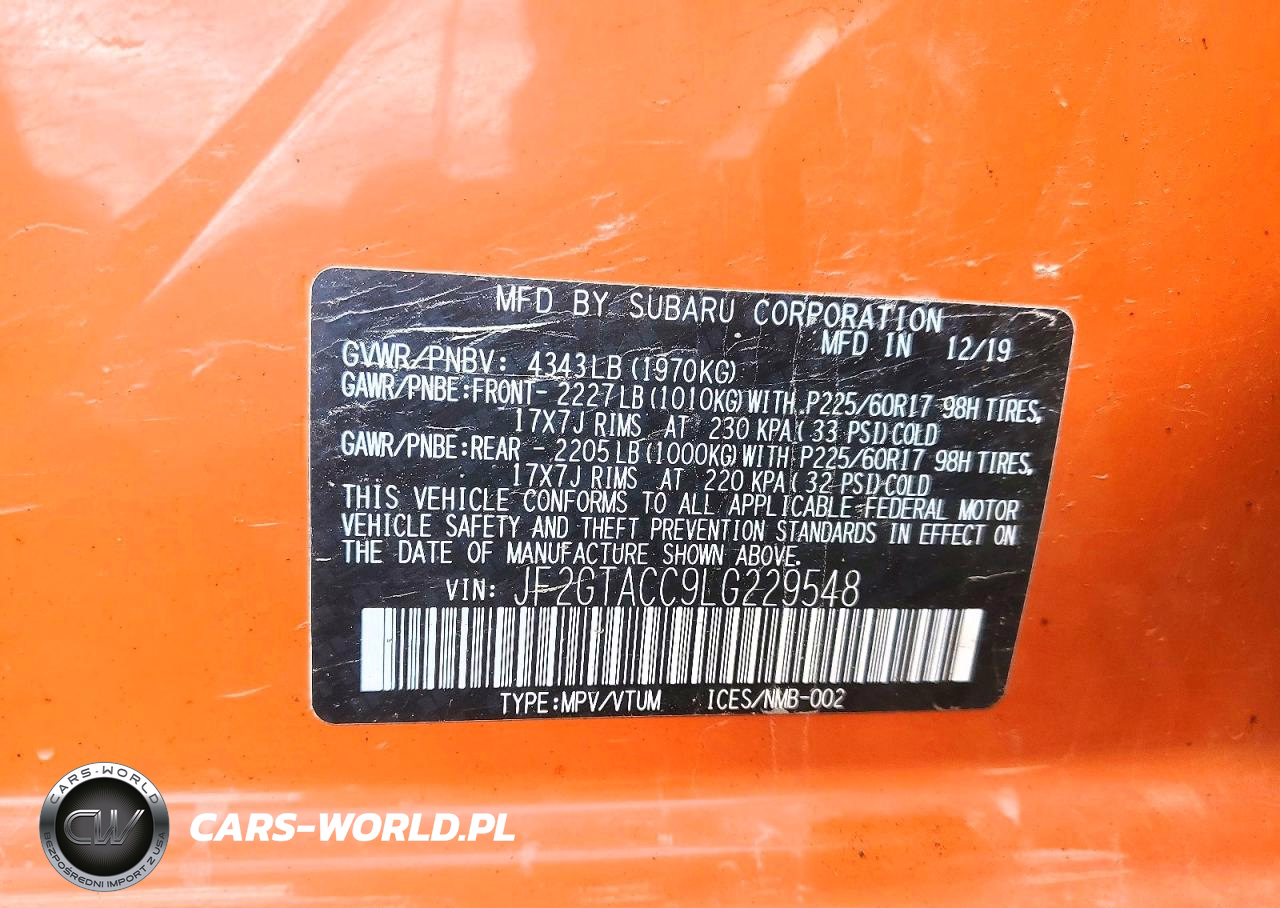 MFD BY SUBARU CORPORATION
MFD IN 12/19
GVWR/PNBV: 4343LB (1970KG)
GAWR/PNBE:FRONT- 2227LB (1010KG) WITH P225/60R17 98H TIRES,
17X7J RIMS AT 230 KPA( 33 PSI) COLD
GAWR/PNBE:REAR - 2205LB (1000KG) WITH P225/60R17 98H TIRES,
17X7J RIMS AT 220 KPA( 32 PSI) COLD
THIS VEHICLE CONFORMS TO ALL APPLICABLE FEDERAL MOTOR
VEHICLE SAFETY AND THEFT PREVENTION STANDARDS IN EFFECT ON
THE DATE OF MANUFACTURE SHOWN ABOVE.
VIN: JF2GTACC9LG229548
TYPE:MPV/VTUM ICES/NMB-002
CARS-WORLD
CW
BEZPOŚREDNI IMPORT Z USA
CARS-WORLD.PL